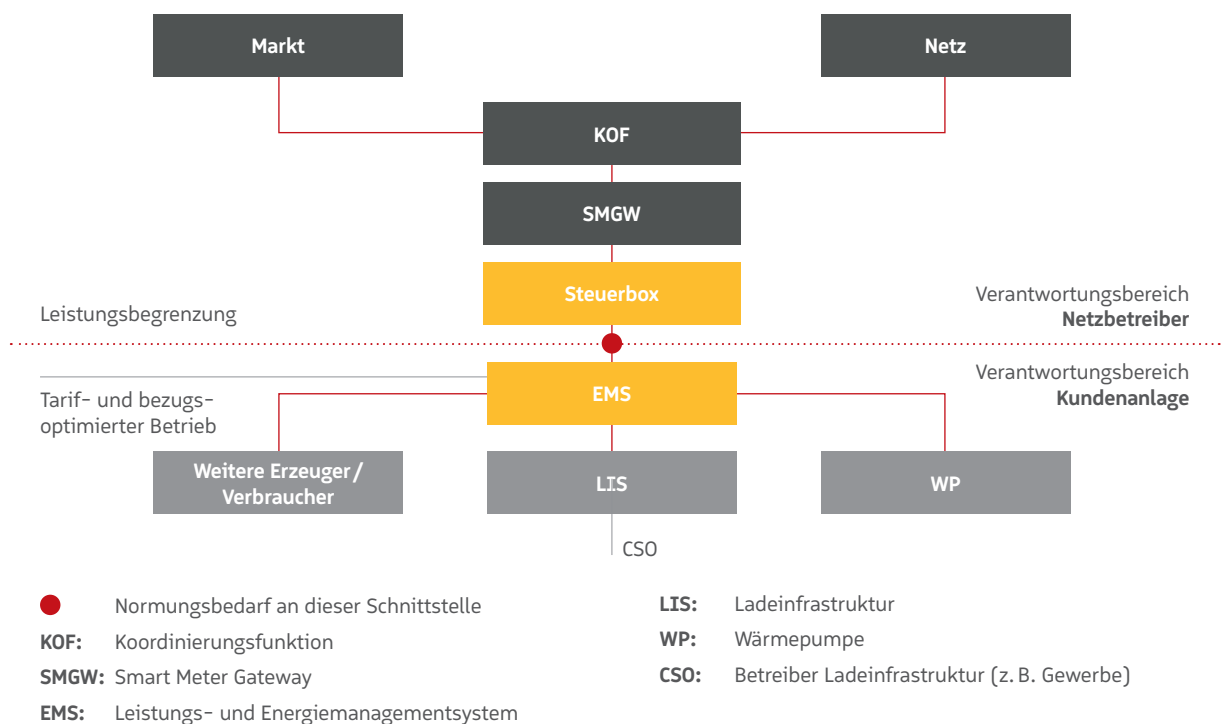 Markt
Netz
KOF
SMGW
Steuerbox
Leistungsbegrenzung
Verantwortungsbereich
Netzbetreiber
EMS
Verantwortungsbereich
Kundenanlage
Tarif- und bezugs-
optimierter Betrieb
Weitere Erzeuger /
Verbraucher
LIS
WP
CSO
Normungsbedarf an dieser Schnittstelle
KOF: Koordinierungsfunktion
SMGW: Smart Meter Gateway
EMS: Leistungs- und Energiemanagementsystem
LIS: Ladeinfrastruktur
WP: Wärmepumpe
CSO: Betreiber Ladeinfrastruktur (z. B. Gewerbe)